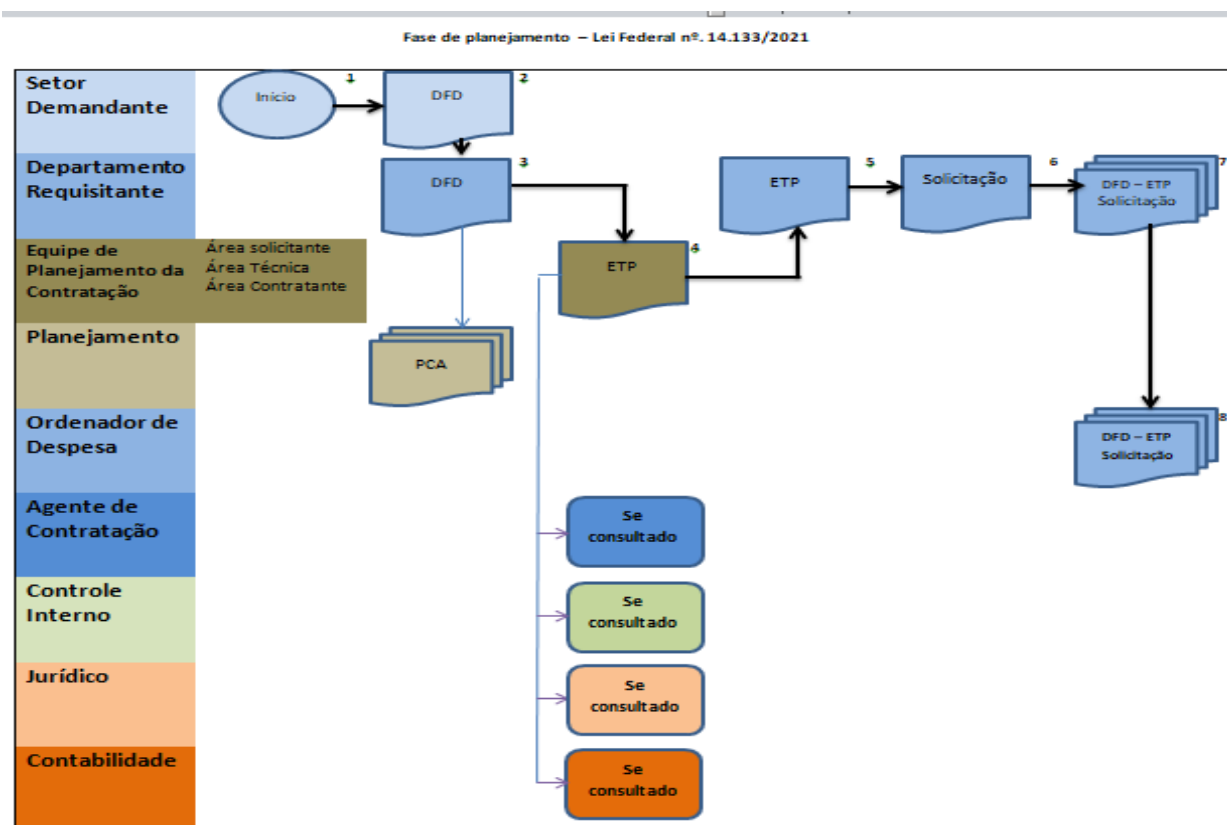 Fase de planejamento – Lei Federal nº. 14.133/2021
Setor
Demandante
Início
1
DFD
2
Departamento
Requisitante
DFD
3
ETP
5
Solicitação
6
DFD – ETP
Solicitação
7
Equipe de
Planejamento da
Contratação
Área solicitante
Área Técnica
Área Contratante
ETP
4
Planejamento
PCA
Ordenador de
Despesa
DFD – ETP
Solicitação
8
Agente de
Contratação
Se
consultado
Controle
Interno
Se
consultado
Jurídico
Se
consultado
Contabilidade
Se
consultado